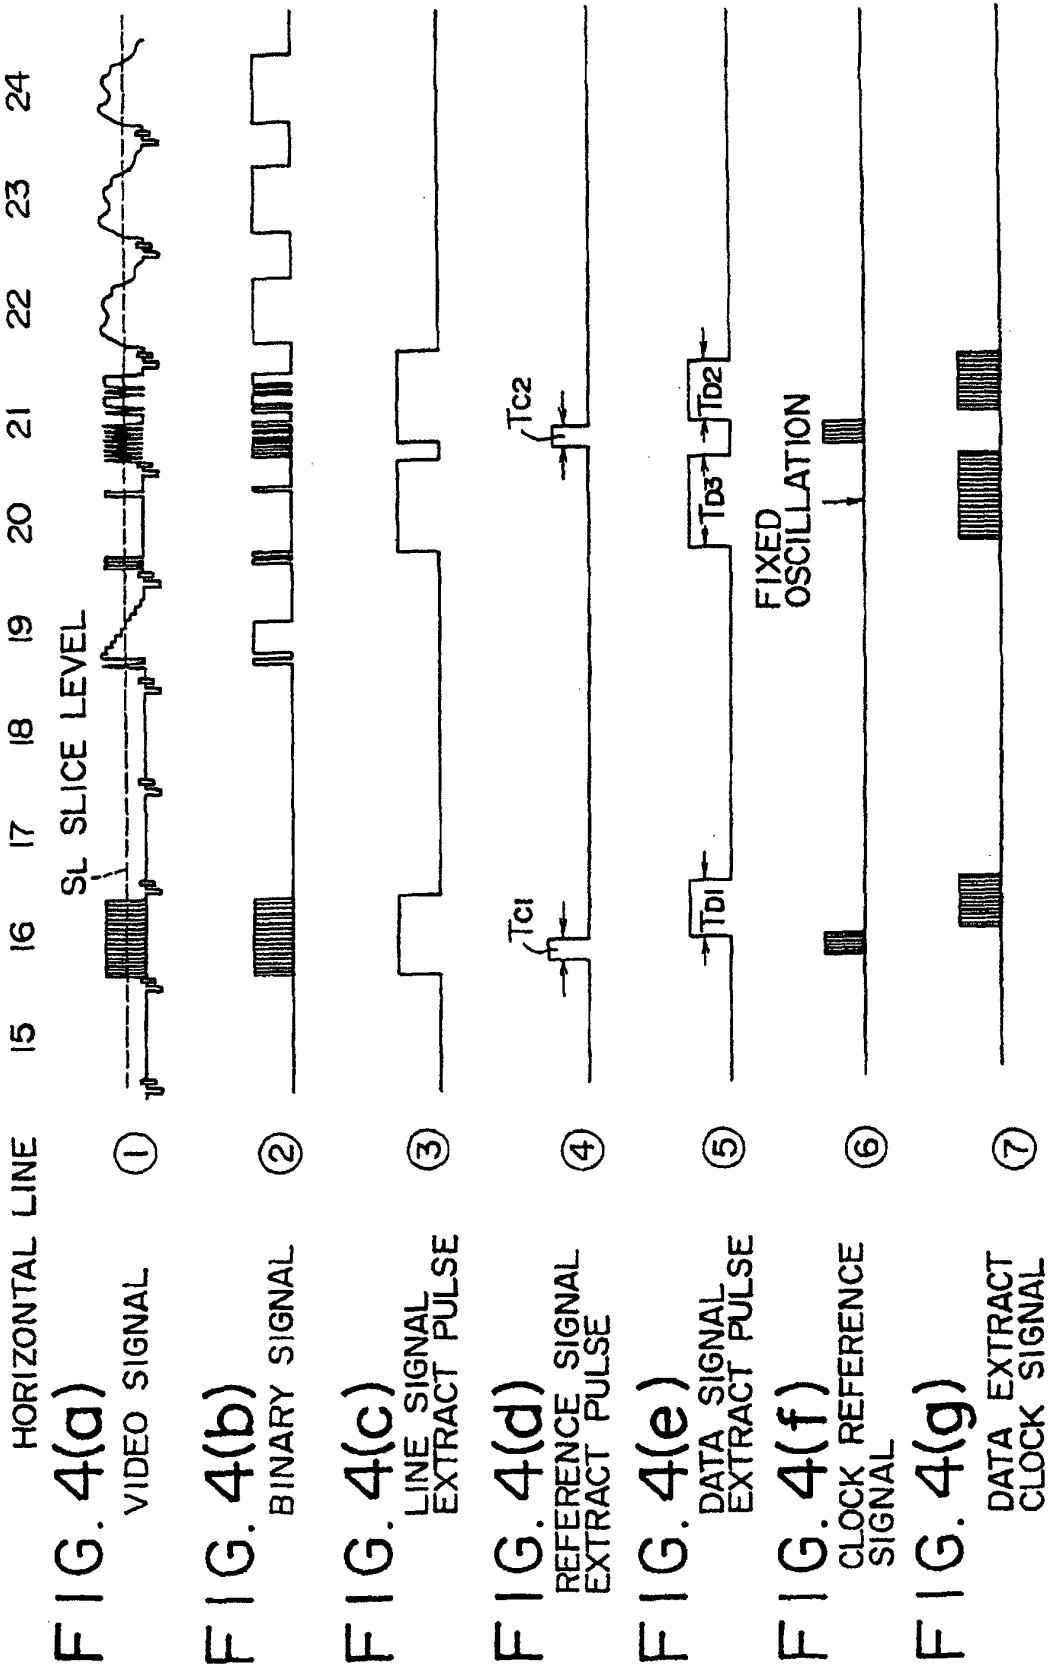 HORIZONTAL LINE 15 16 17 18 19 20 21 22 23 24
FIG. 4(a)
VIDEO SIGNAL
①
SL SLICE LEVEL
FIG. 4(b)
BINARY SIGNAL
②
FIG. 4(c)
LINE SIGNAL
EXTRACT PULSE
③
FIG. 4(d)
REFERENCE SIGNAL
EXTRACT PULSE
④
TC1
TC2
FIG. 4(e)
DATA SIGNAL
EXTRACT PULSE
⑤
TD1
TD3
TD2
FIG. 4(f)
CLOCK REFERENCE
SIGNAL
⑥
FIXED
OSCILLATION
FIG. 4(g)
DATA EXTRACT
CLOCK SIGNAL
⑦